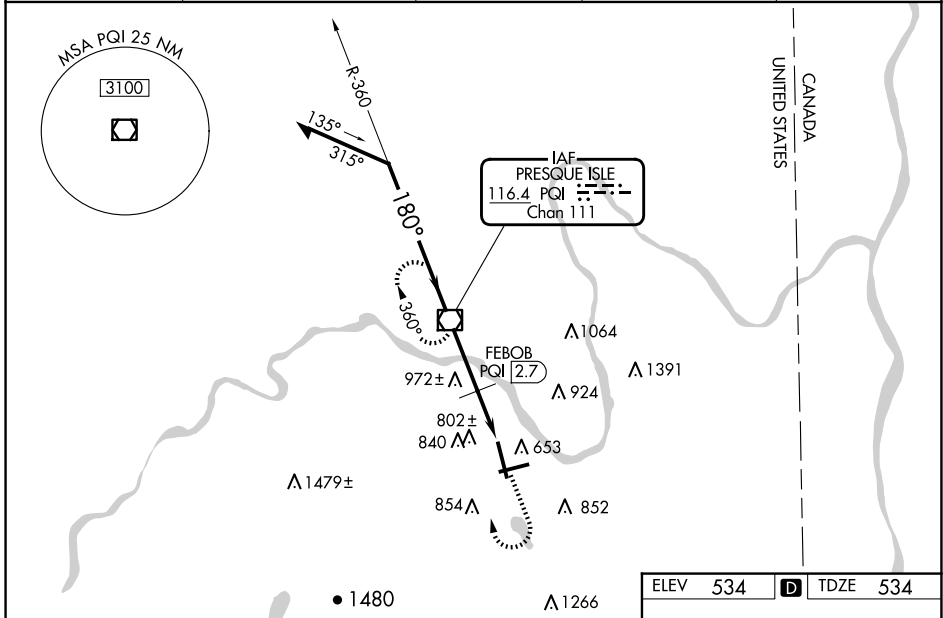 MSA PQI 25 NM
3100
R-360
135°
315°
180°
360°
IAF
PRESQUE ISLE
116.4 PQI
Chan 111
CANADA
UNITED STATES
1064
FEBOB
PQI 2.7
1391
972±
924
802±
840
653
1479±
854
852
1480
1266
ELEV 534 D TDZE 534